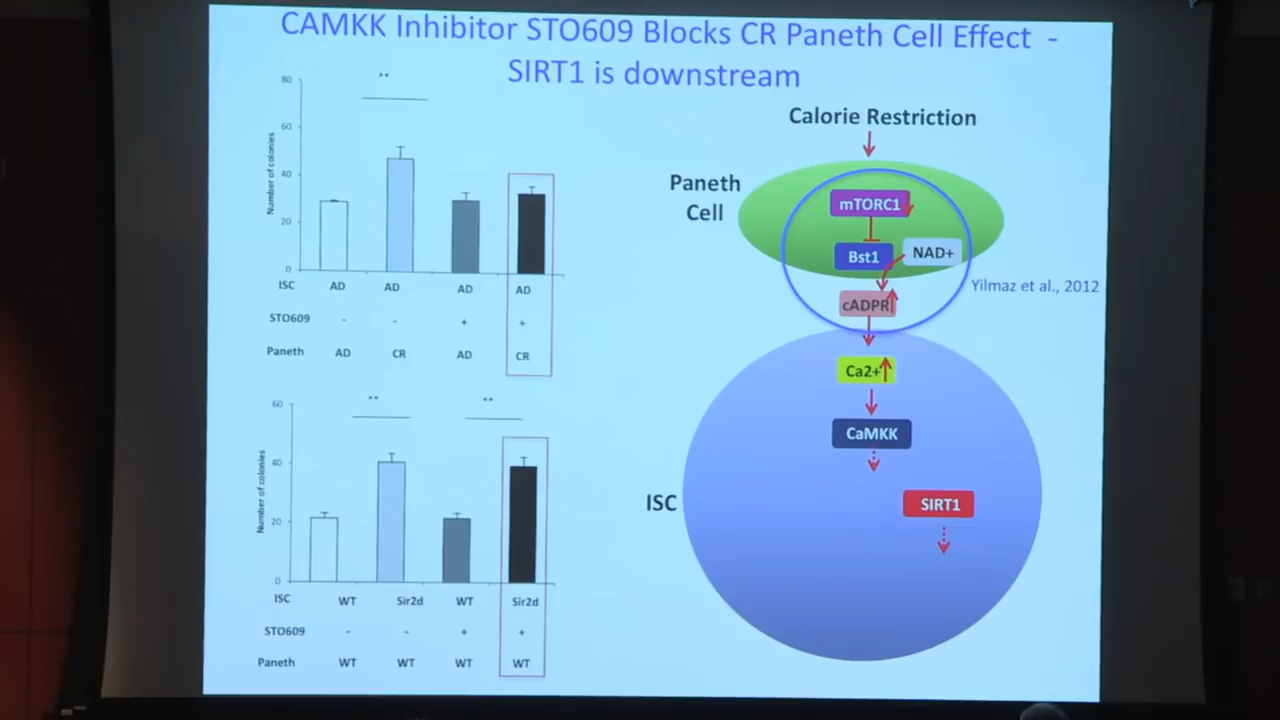 CAMKK Inhibitor STO609 Blocks CR Paneth Cell Effect -
SIRT1 is downstream
**
80
60
40
20
0
Number of colonies
ISC AD AD AD AD
STO609 - - + +
Paneth AD CR AD CR
** **
60
40
20
0
Number of colonies
ISC WT Sir2d WT Sir2d
STO609 - - + +
Paneth WT WT WT WT
Calorie Restriction
Paneth
Cell
mTORC1
Bst1
NAD+
cADPR
Yilmaz et al., 2012
Ca2+
CaMKK
ISC
SIRT1